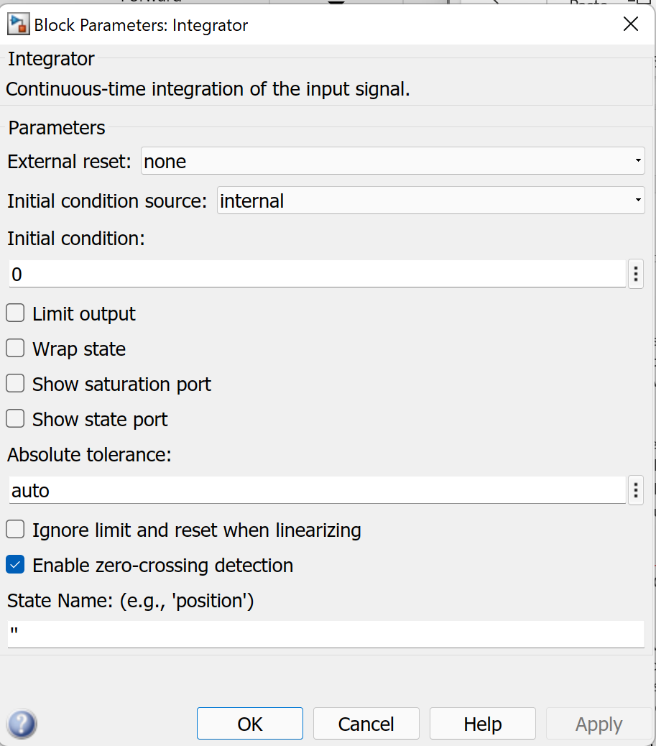 Block Parameters: Integrator
Integrator
Continuous-time integration of the input signal.
Parameters
External reset: none
Initial condition source: internal
Initial condition:
0
Limit output
Wrap state
Show saturation port
Show state port
Absolute tolerance:
auto
Ignore limit and reset when linearizing
Enable zero-crossing detection
State Name: (e.g., 'position')
''
OK Cancel Help Apply